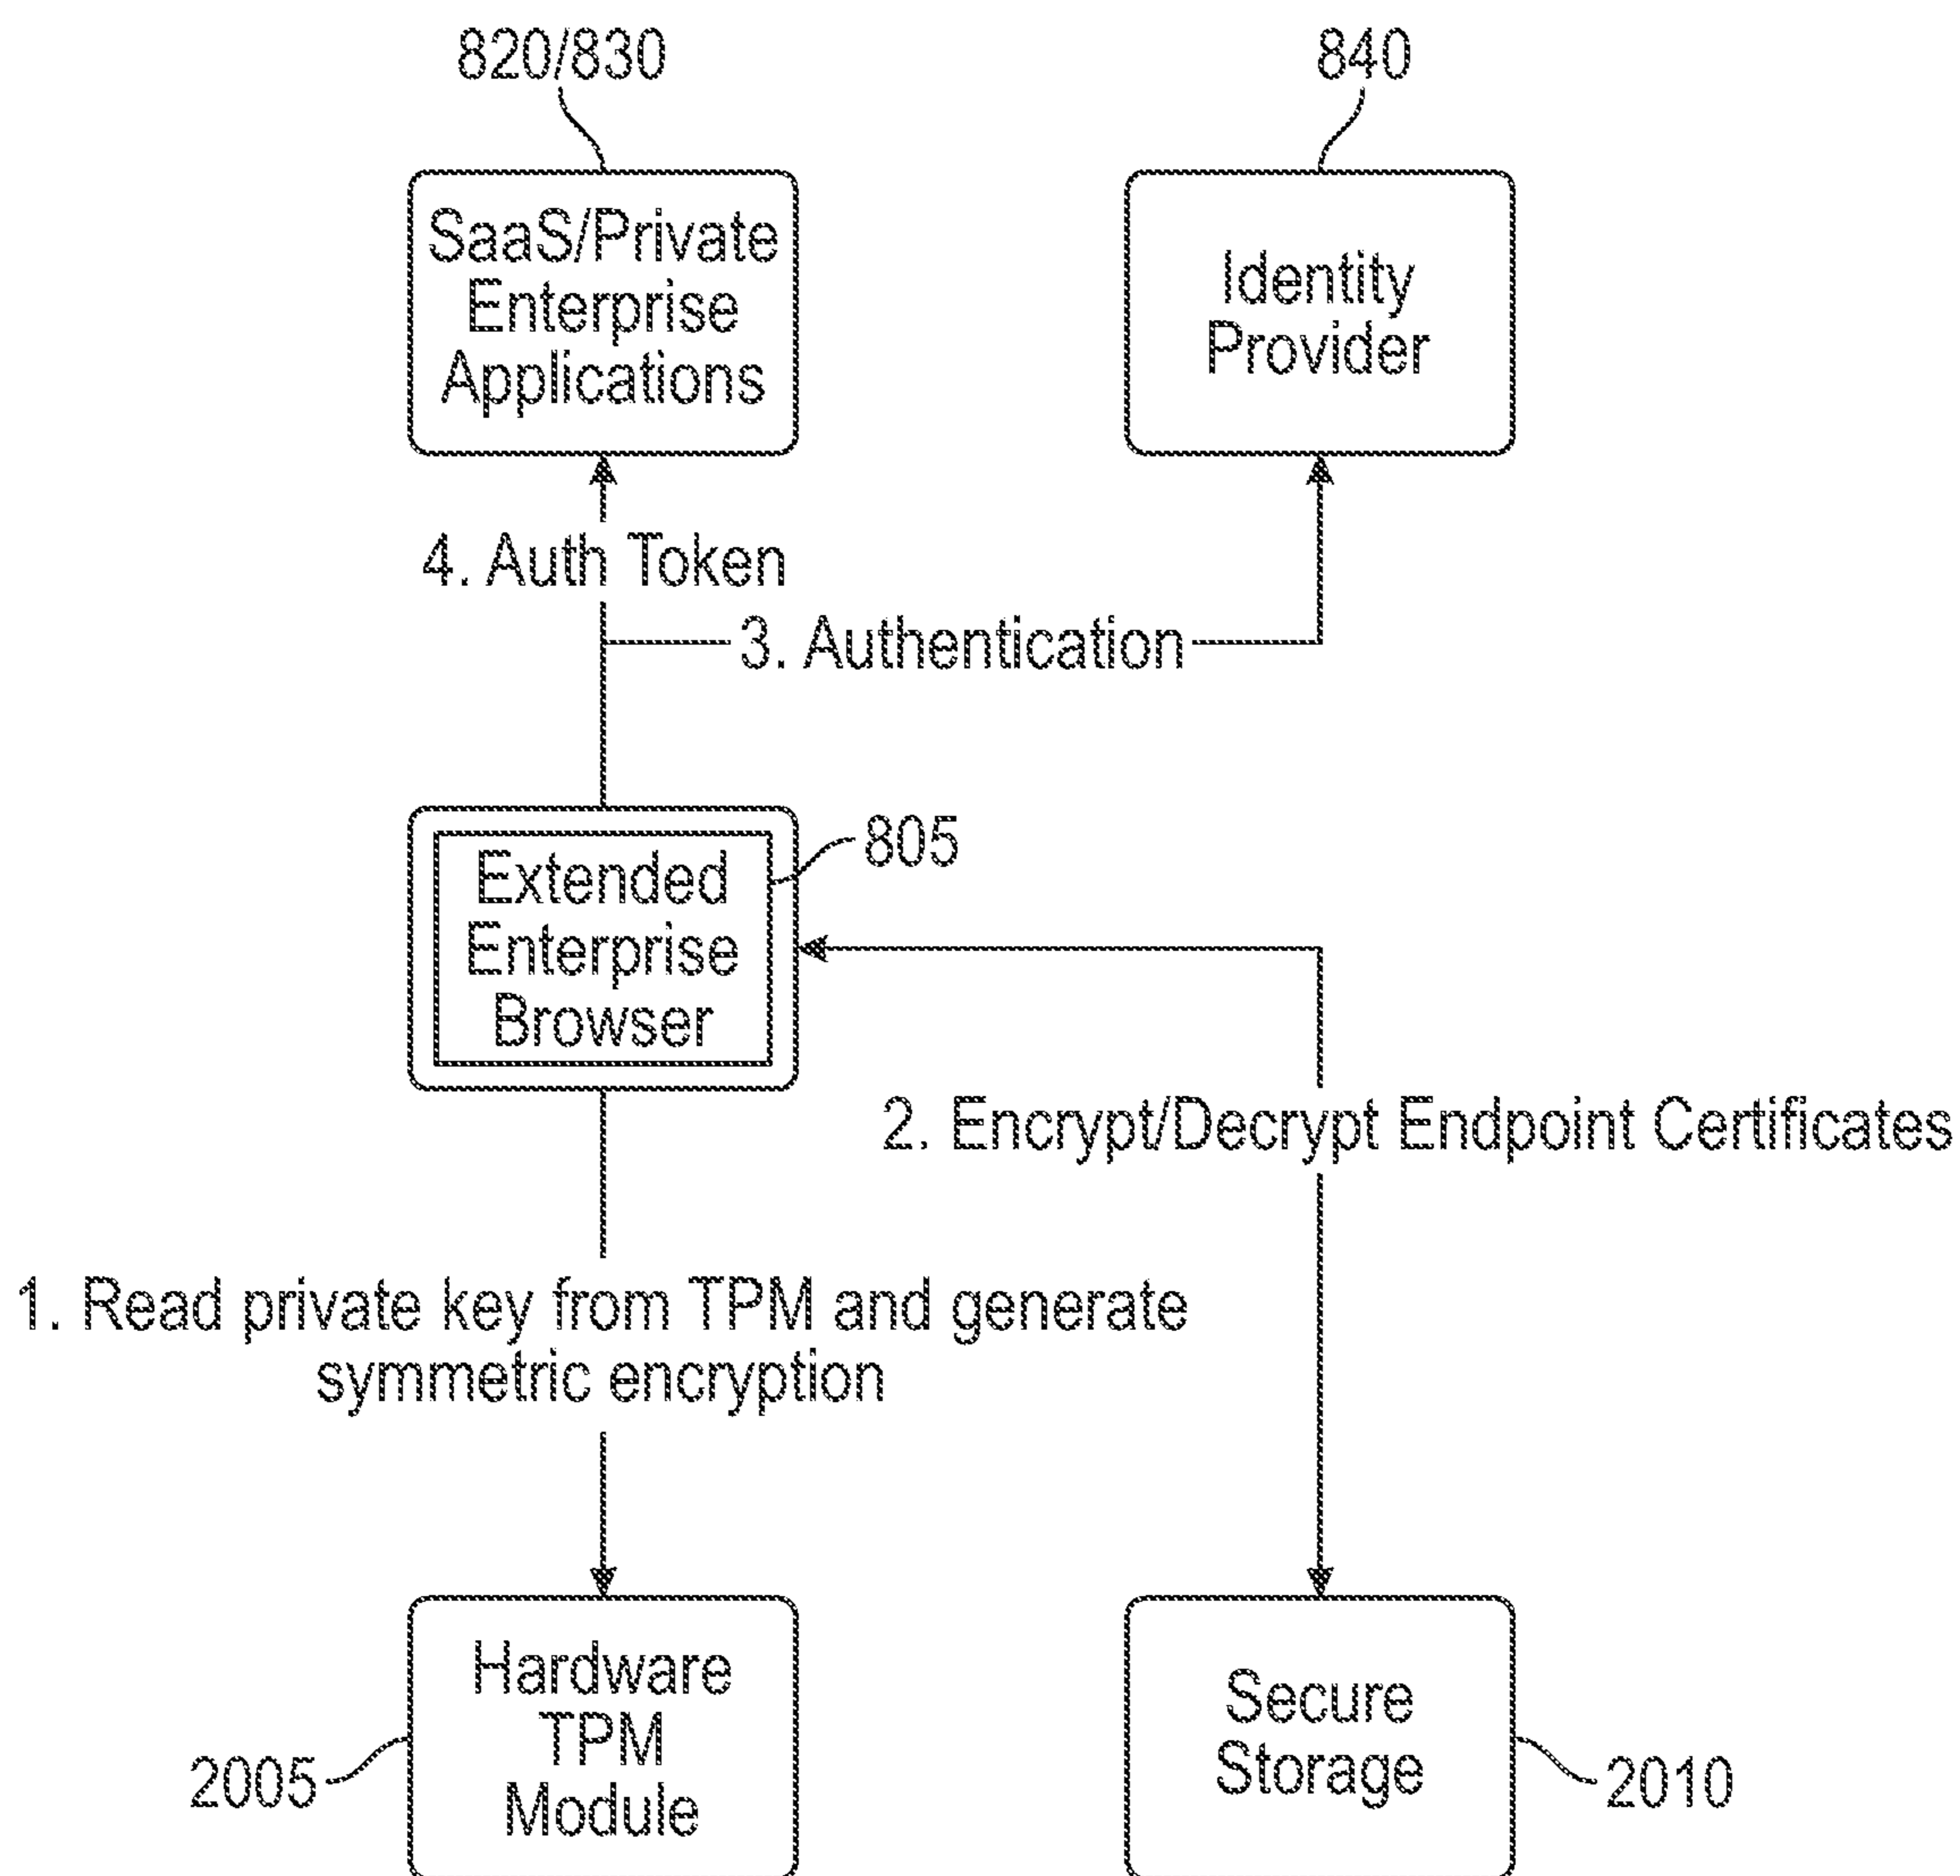 820/830
840
SaaS/Private
Enterprise
Applications
Identity
Provider
4. Auth Token
3. Authentication
805
Extended
Enterprise
Browser
2. Encrypt/Decrypt Endpoint Certificates
1. Read private key from TPM and generate
symmetric encryption
Hardware
TPM
Module
2005
Secure
Storage
2010